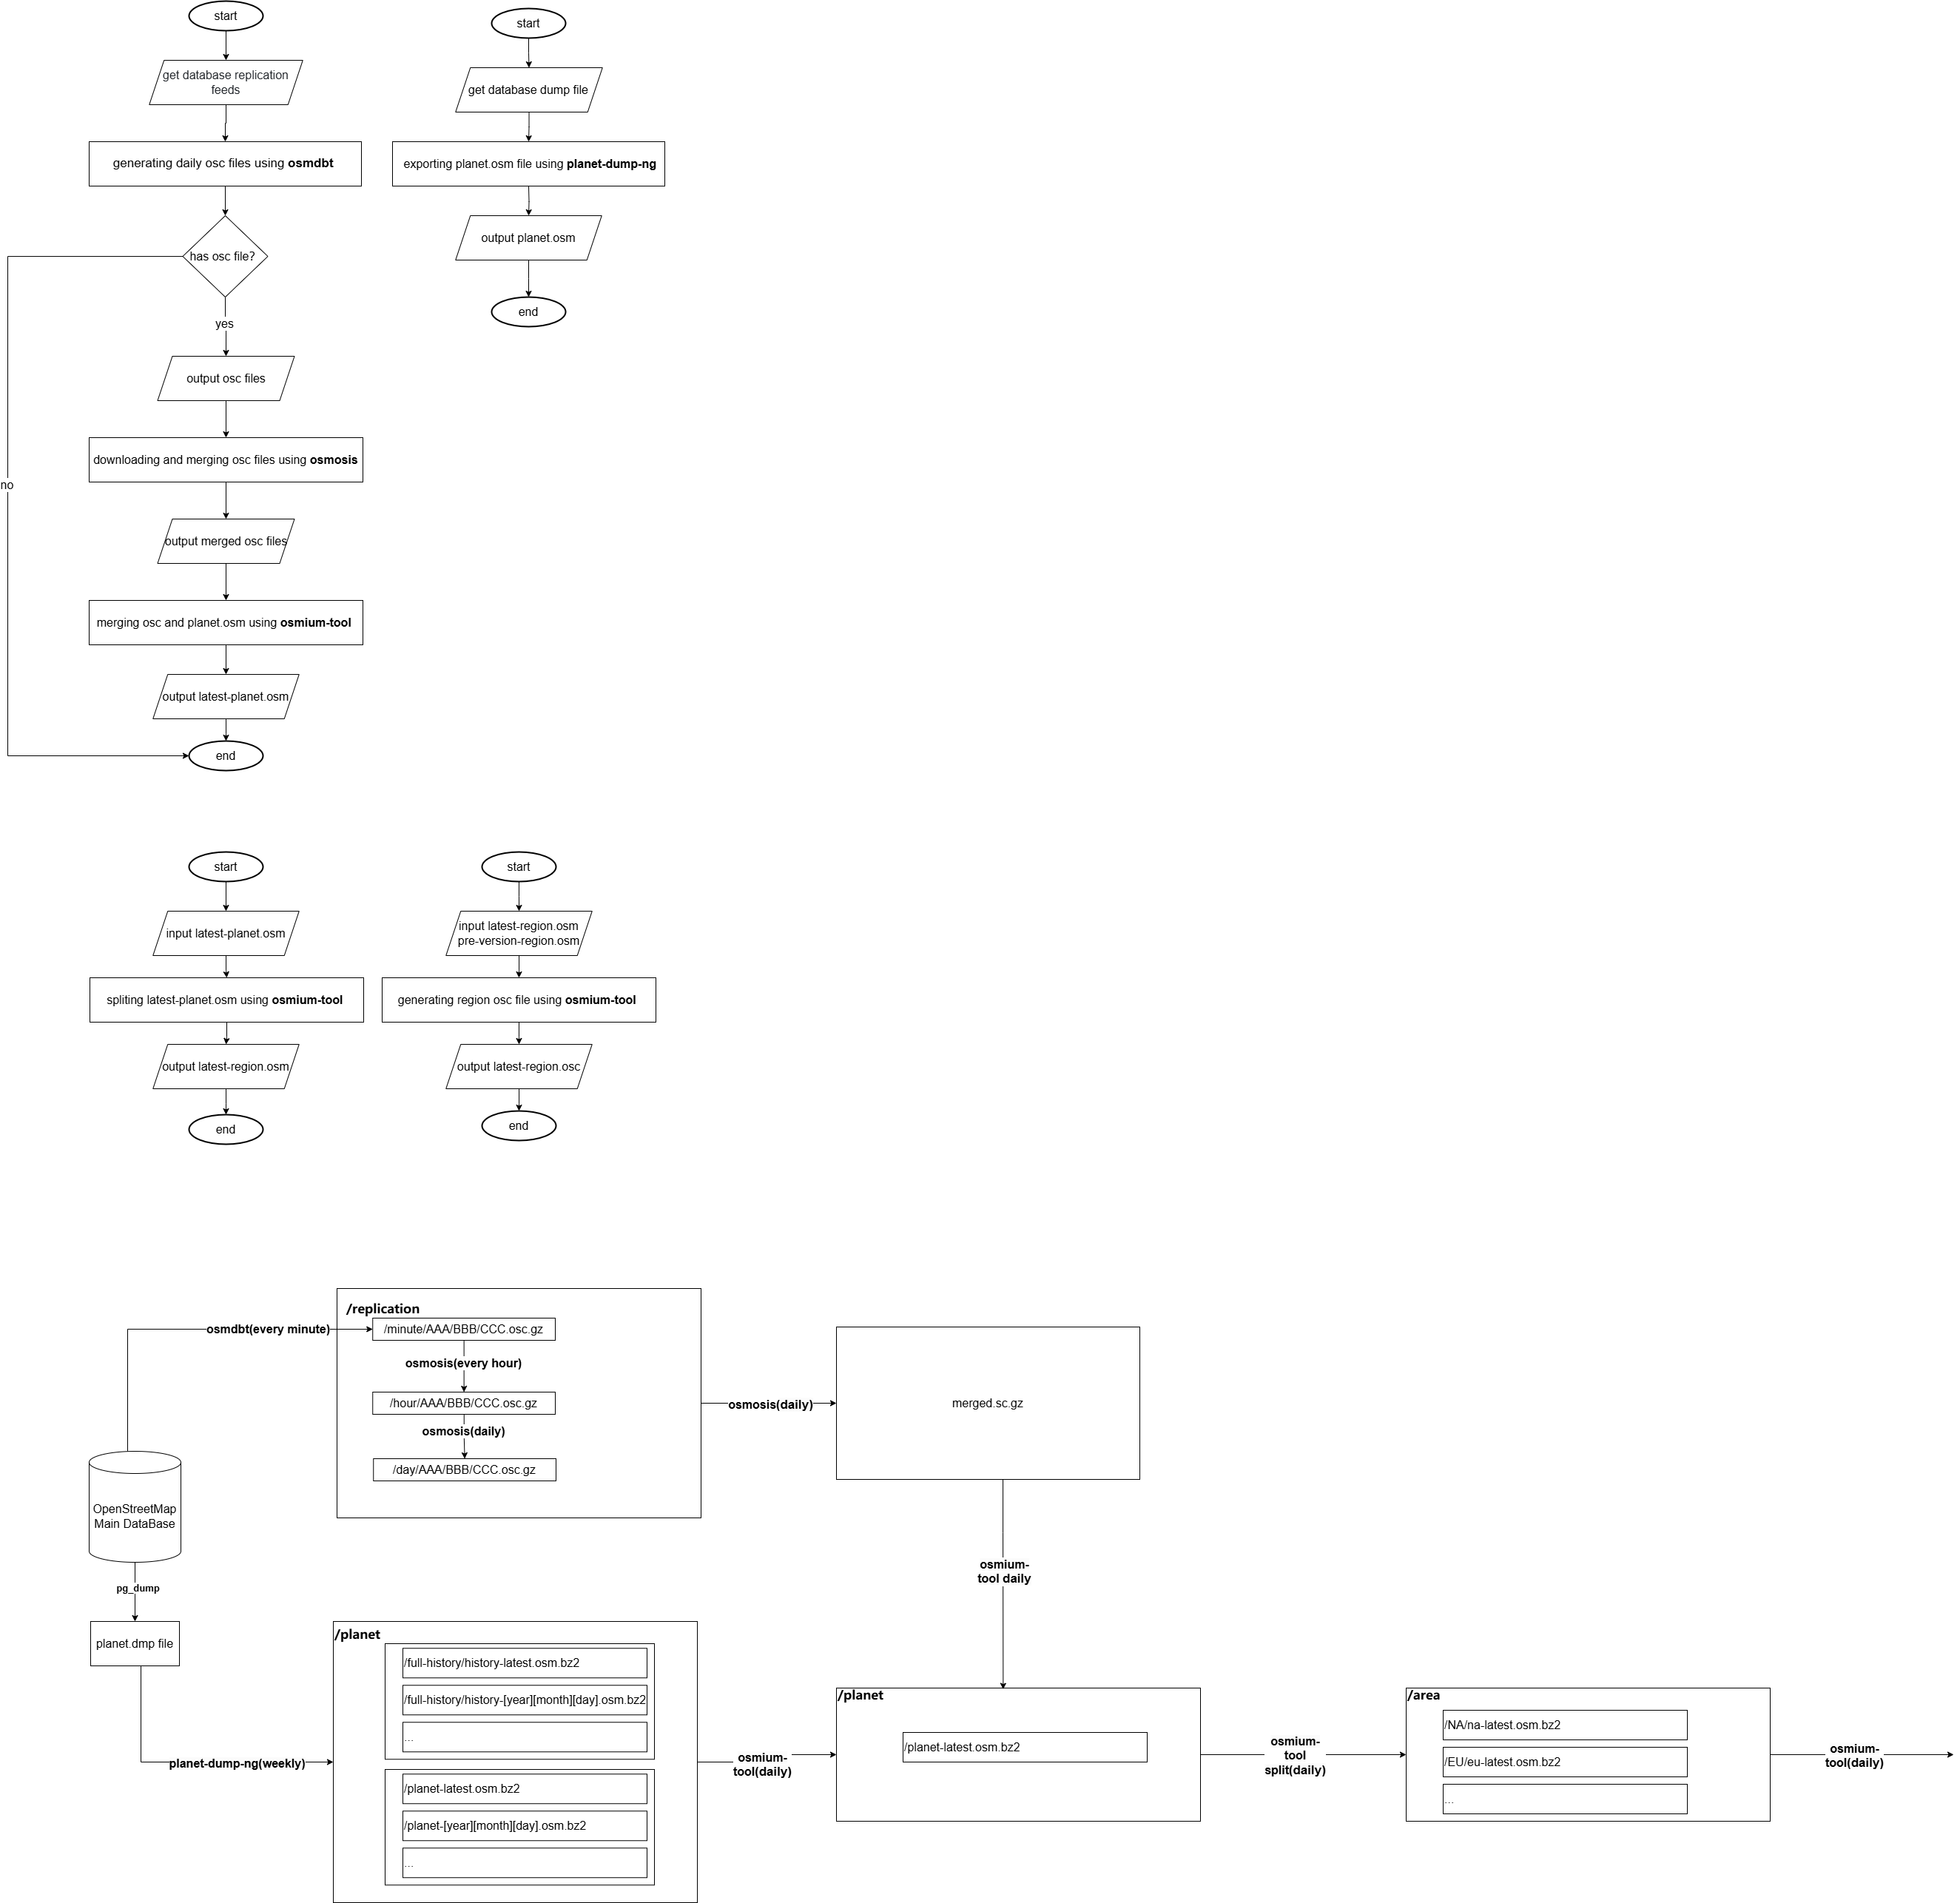 start
get database replication
feeds
generating daily osc files using osmdbt
has osc file?
yes
no
output osc files
downloading and merging osc files using osmosis
output merged osc files
merging osc and planet.osm using osmium-tool
output latest-planet.osm
end
start
get database dump file
exporting planet.osm file using planet-dump-ng
output planet.osm
end
start
input latest-planet.osm
spliting latest-planet.osm using osmium-tool
output latest-region.osm
end
start
input latest-region.osm
pre-version-region.osm
generating region osc file using osmium-tool
output latest-region.osc
end
/replication
osmdbt(every minute)
/minute/AAA/BBB/CCC.osc.gz
osmosis(every hour)
/hour/AAA/BBB/CCC.osc.gz
osmosis(daily)
/day/AAA/BBB/CCC.osc.gz
osmosis(daily)
merged.sc.gz
OpenStreetMap
Main DataBase
pg_dump
planet.dmp file
planet-dump-ng(weekly)
osmium-
tool daily
/planet
/full-history/history-latest.osm.bz2
/full-history/history-[year][month][day].osm.bz2
...
/planet-latest.osm.bz2
/planet-[year][month][day].osm.bz2
...
osmium-
tool(daily)
/planet
/planet-latest.osm.bz2
osmium-
tool
split(daily)
/area
/NA/na-latest.osm.bz2
/EU/eu-latest.osm.bz2
...
osmium-
tool(daily)